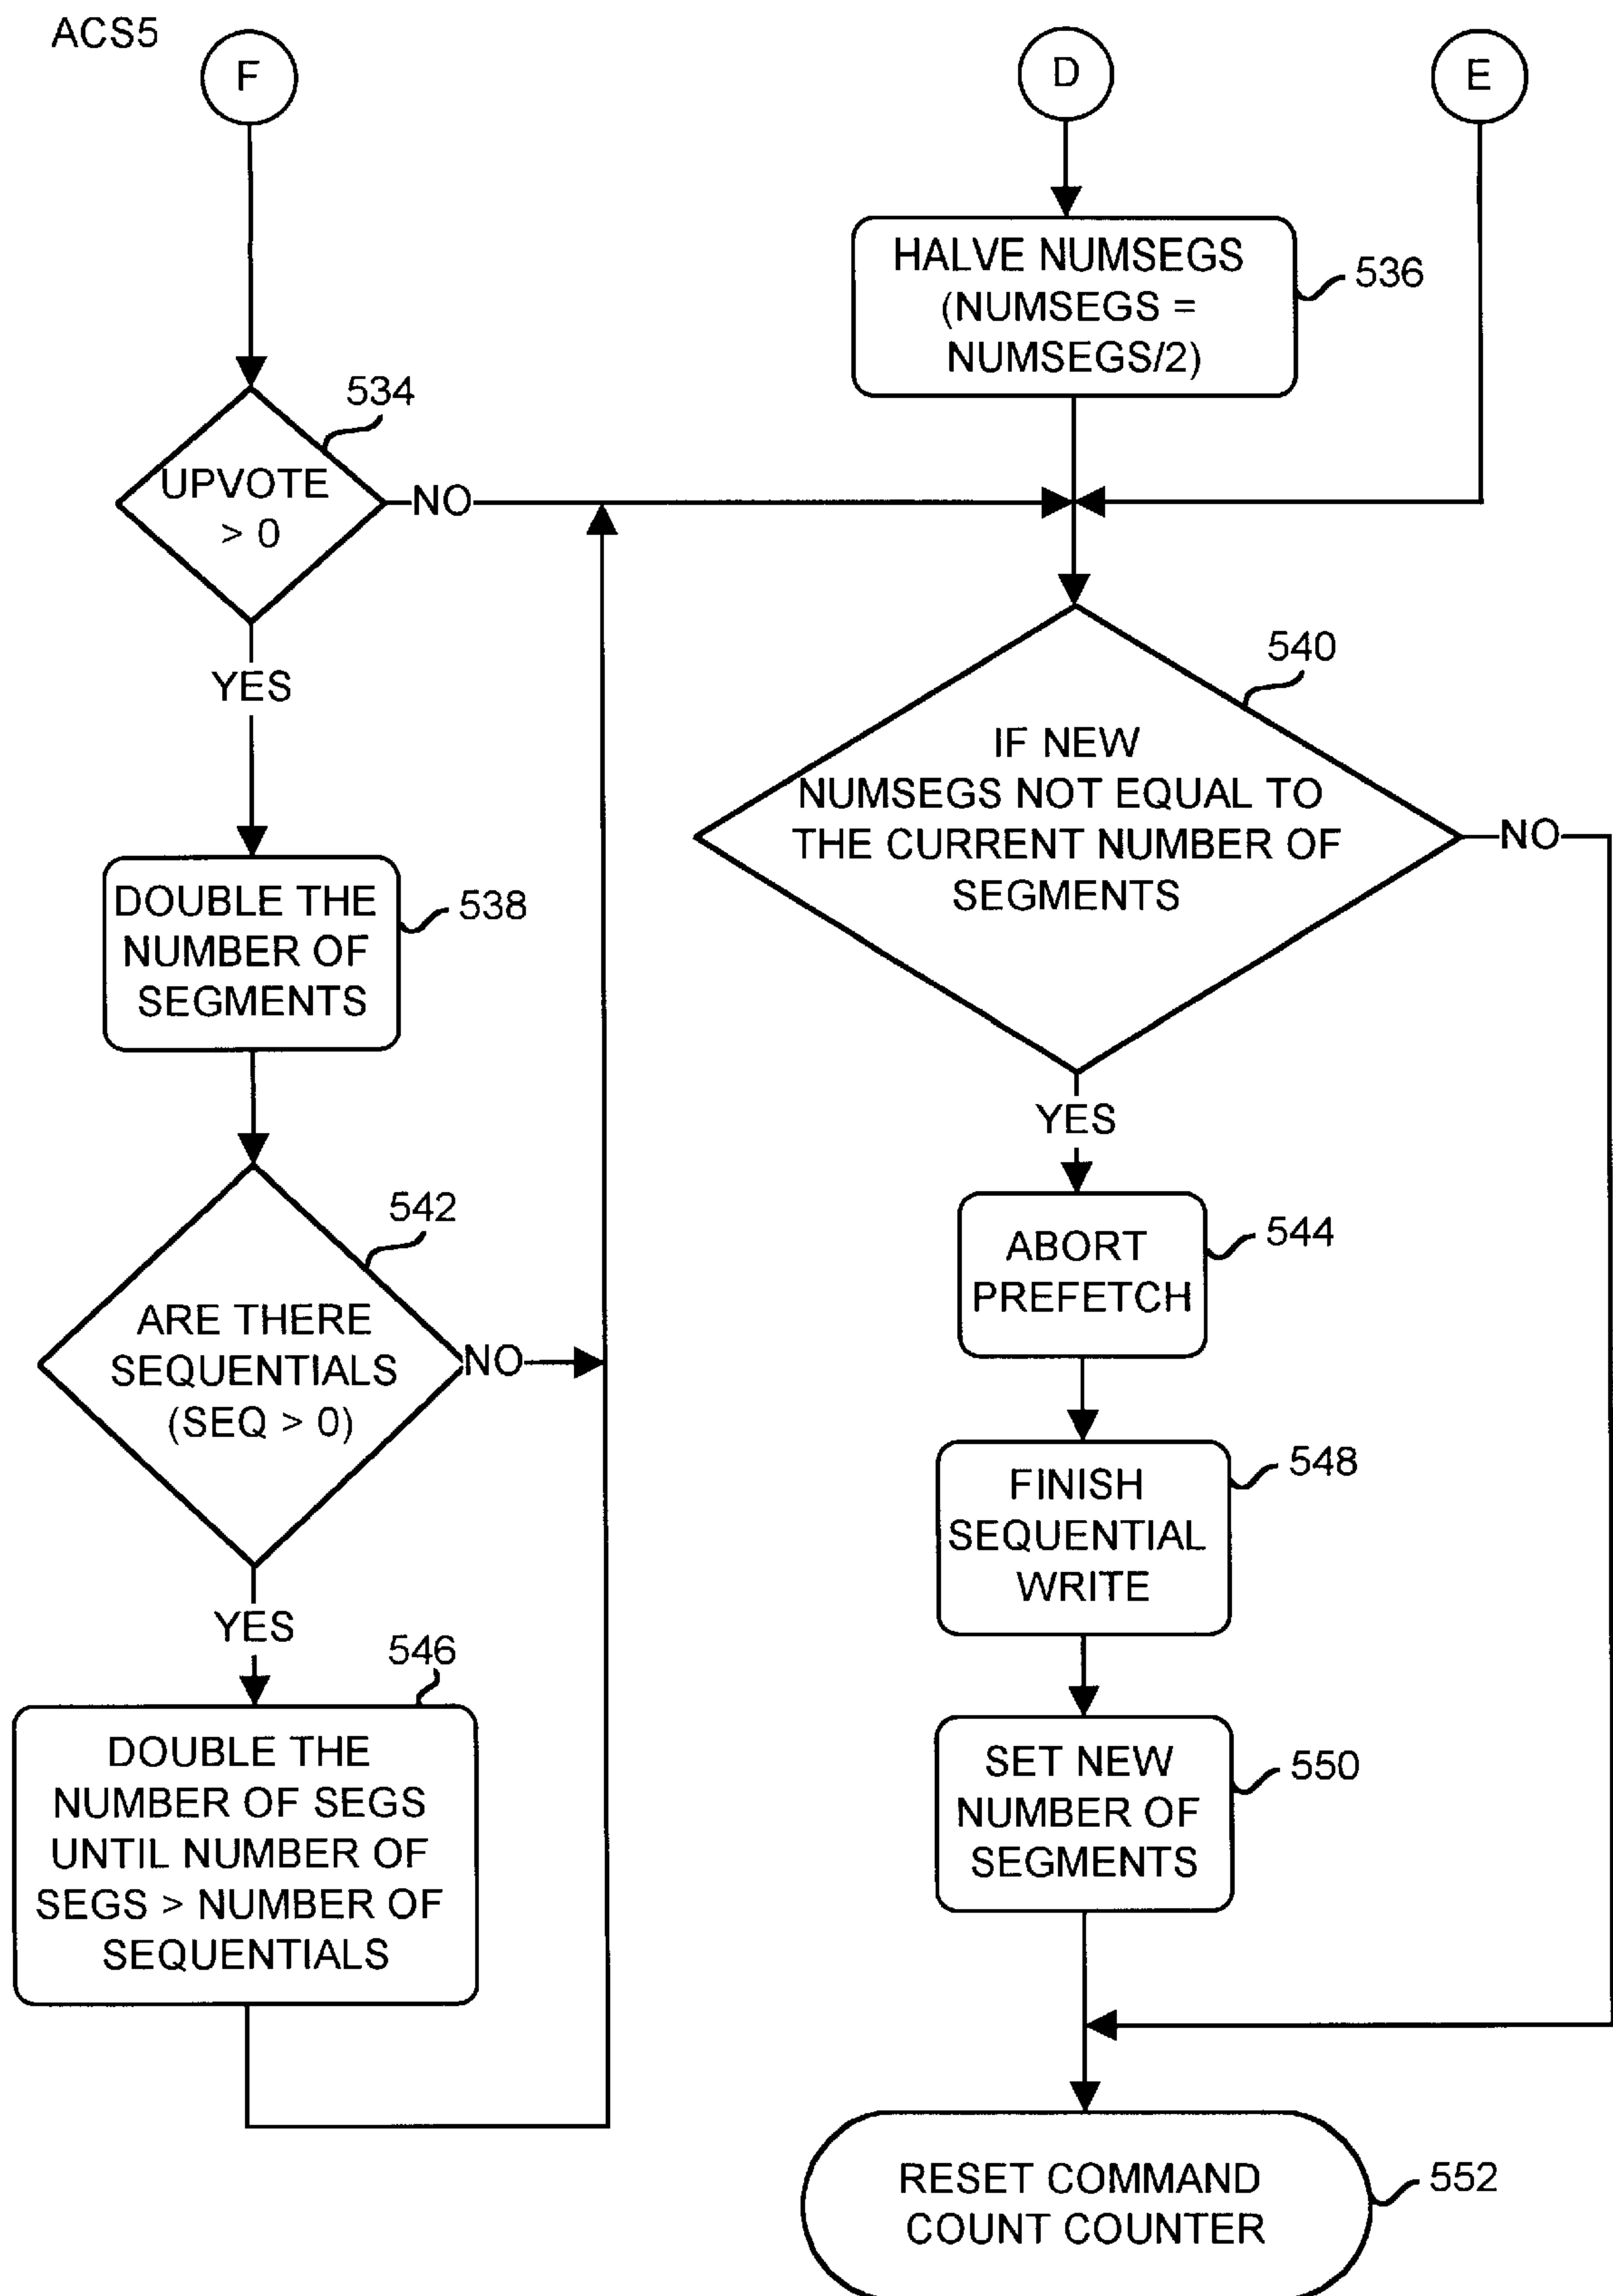 ACS5
F
D
E
HALVE NUMSEGS
(NUMSEGS =
NUMSEGS/2)
536
534
UPVOTE
> 0
NO
YES
540
IF NEW
NUMSEGS NOT EQUAL TO
THE CURRENT NUMBER OF
SEGMENTS
NO
YES
DOUBLE THE
NUMBER OF
SEGMENTS
538
542
ARE THERE
SEQUENTIALS
(SEQ > 0)
NO
YES
544
ABORT
PREFETCH
548
FINISH
SEQUENTIAL
WRITE
546
DOUBLE THE
NUMBER OF SEGS
UNTIL NUMBER OF
SEGS > NUMBER OF
SEQUENTIALS
SET NEW
NUMBER OF
SEGMENTS
550
RESET COMMAND
COUNT COUNTER
552